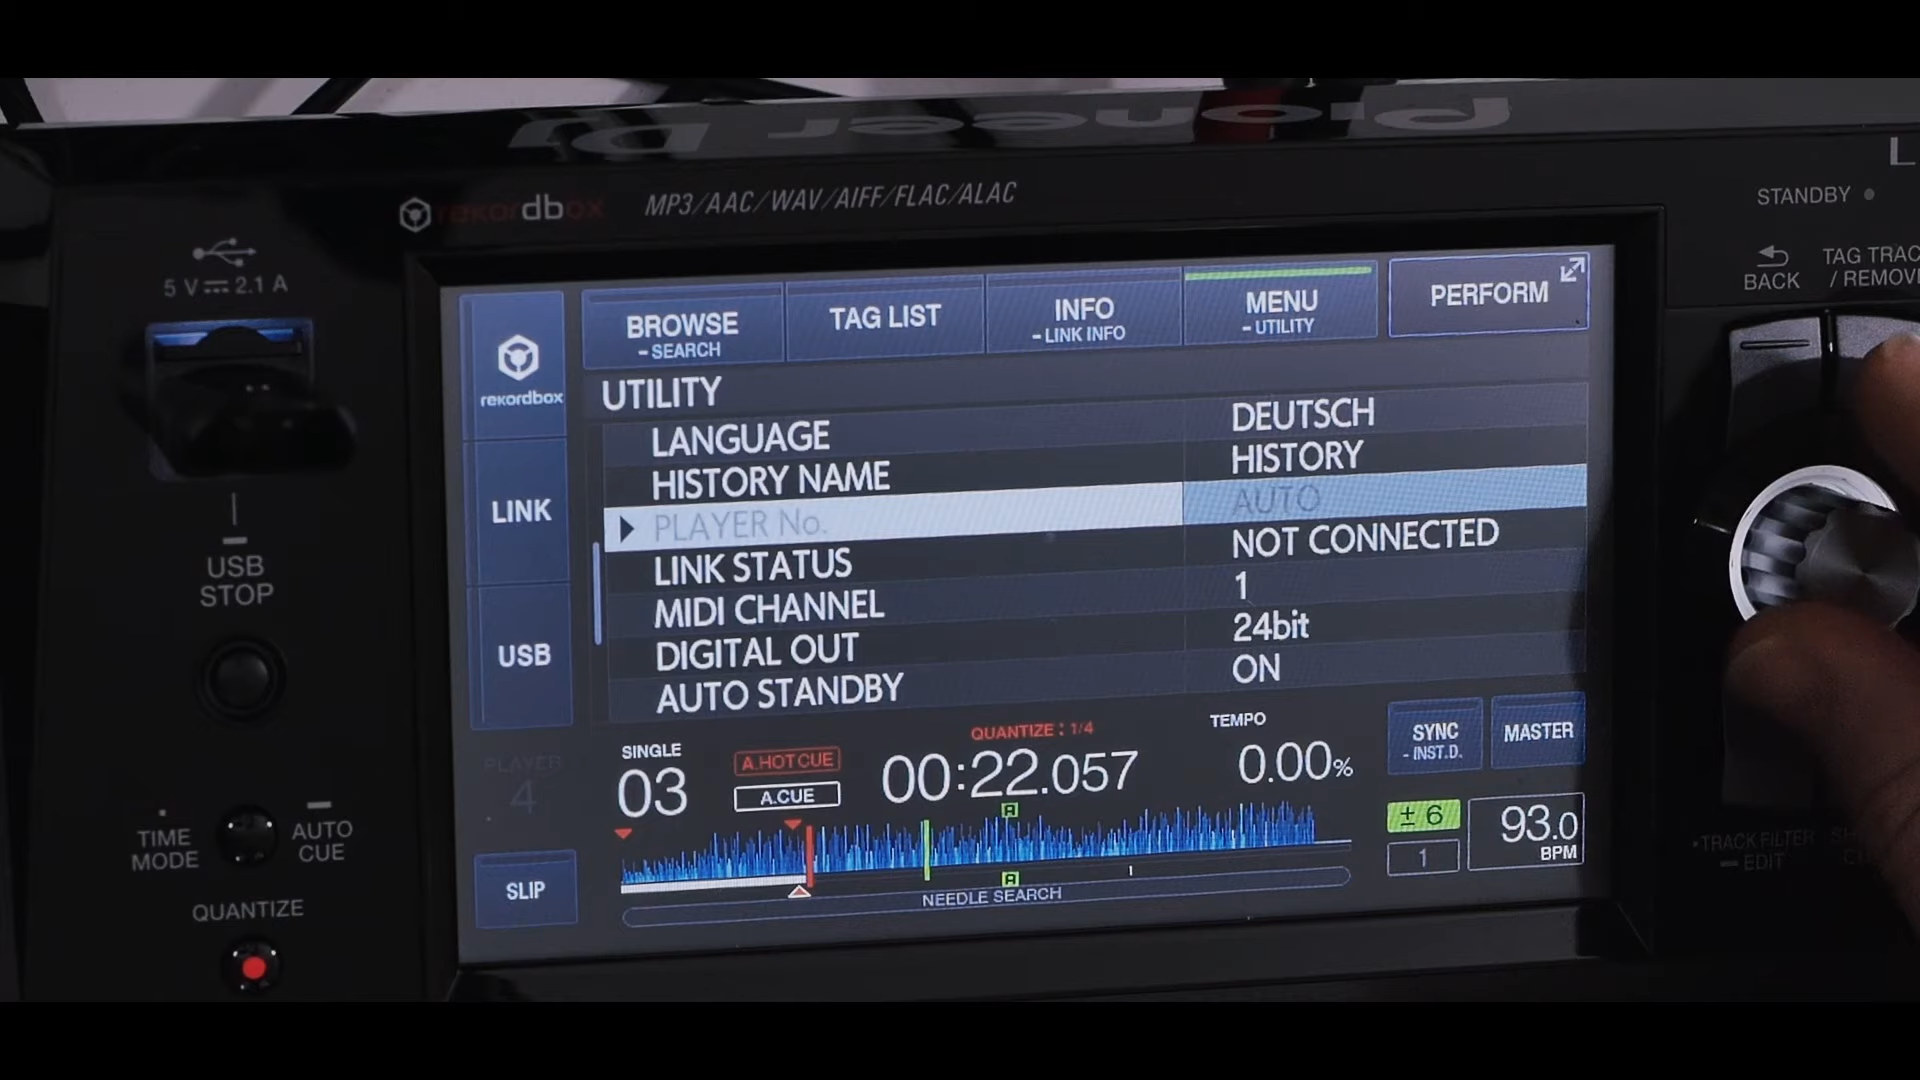 Pioneer DJ
rekordbox
MP3/AAC/WAV/AIFF/FLAC/ALAC
STANDBY
BACK
5 V 2.1 A
USB
STOP
TIME
MODE
AUTO
CUE
QUANTIZE
rekordbox
LINK
USB
PLAYER
4
SLIP
BROWSE
-SEARCH
TAG LIST
INFO
-LINK INFO
MENU
-UTILITY
PERFORM
UTILITY
LANGUAGE DEUTSCH
HISTORY NAME HISTORY
PLAYER No. AUTO
LINK STATUS NOT CONNECTED
MIDI CHANNEL 1
DIGITAL OUT 24bit
AUTO STANDBY ON
SINGLE
03
A.HOT CUE
A.CUE
QUANTIZE : 1/4
00:22.057
TEMPO
0.00%
SYNC
-INST.D.
MASTER
A
A
NEEDLE SEARCH
± 6
1
93.0
BPM
TRACK FILTER
EDIT